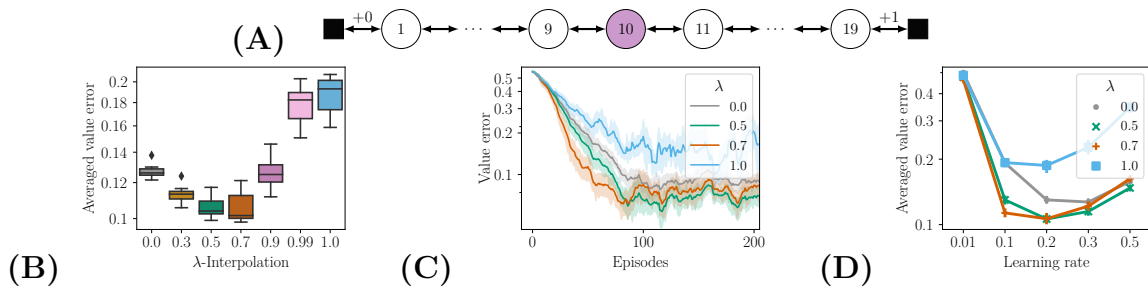 (A) +0 1 ··· 9 10 11 ··· 19 +1
(B)
Averaged value error
0.2
0.18
0.16
0.14
0.12
0.1
0.0 0.3 0.5 0.7 0.9 0.99 1.0
λ-Interpolation
(C)
Value error
0.5
0.2
0.1
0 100 200
Episodes
λ
0.0
0.5
0.7
1.0
(D)
Averaged value error
0.4
0.3
0.2
0.1
0.01 0.1 0.2 0.3 0.5
Learning rate
λ
0.0
0.5
0.7
1.0